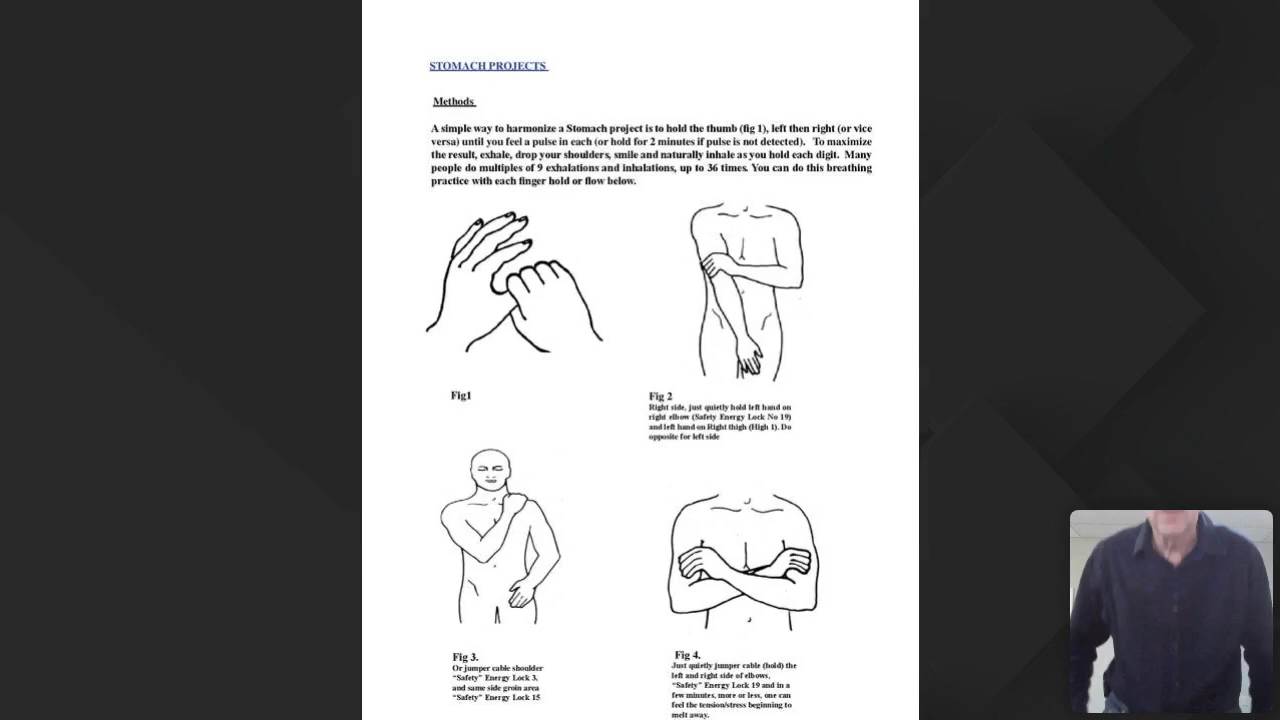 STOMACH PROJECTS
Methods
A simple way to harmonize a Stomach project is to hold the thumb (fig 1), left then right (or vice
versa) until you feel a pulse in each (or hold for 2 minutes if pulse is not detected). To maximize
the result, exhale, drop your shoulders, smile and naturally inhale as you hold each digit. Many
people do multiples of 9 exhalations and inhalations, up to 36 times. You can do this breathing
practice with each finger hold or flow below.
Fig1
Fig 2
Right side, just quietly hold left hand on
right elbow (Safety Energy Lock No 19)
and left hand on Right thigh (High 1). Do
opposite for left side
Fig 3.
Or jumper cable shoulder
“Safety” Energy Lock 3,
and same side groin area
“Safety” Energy Lock 15
Fig 4.
Just quietly jumper cable (hold) the
left and right side of elbows,
“Safety” Energy Lock 19 and in a
few minutes, more or less, one can
feel the tension/stress beginning to
melt away.